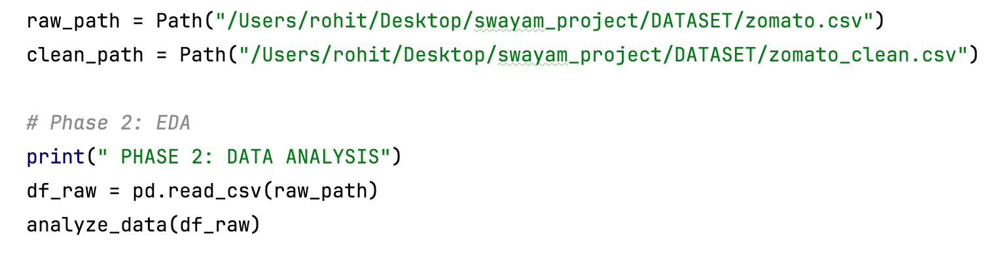 raw_path = Path("/Users/rohit/Desktop/swayam_project/DATASET/zomato.csv")
clean_path = Path("/Users/rohit/Desktop/swayam_project/DATASET/zomato_clean.csv")
# Phase 2: EDA
print(" PHASE 2: DATA ANALYSIS")
df_raw = pd.read_csv(raw_path)
analyze_data(df_raw)